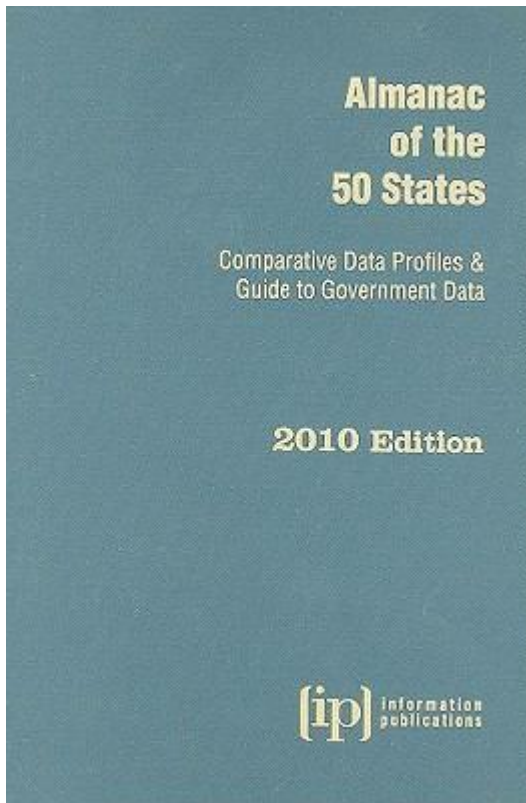 Almanac
of the
50 States
Comparative Data Profiles &
Guide to Government Data
2010 Edition
(ip) information
publications